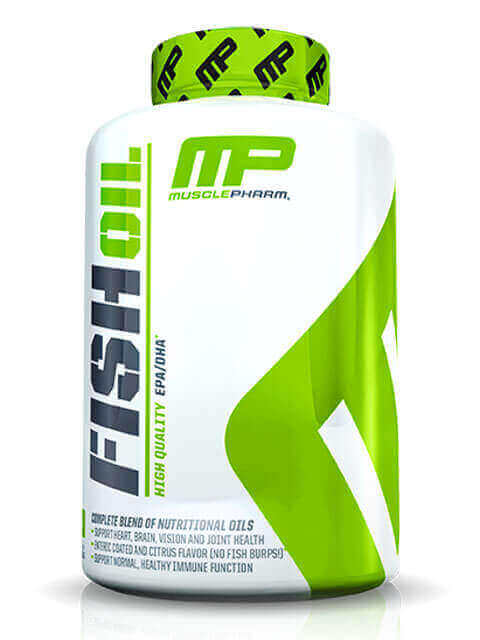 MP MP MP MP
MP
MUSCLEPHARM®
FISH OIL
HIGH QUALITY EPA/DHA*
COMPLETE BLEND OF NUTRITIONAL OILS
• SUPPORT HEART, BRAIN, VISION AND JOINT HEALTH
• ENTERIC COATED AND CITRUS FLAVOR (NO FISH BURPS!)*
• SUPPORT NORMAL, HEALTHY IMMUNE FUNCTION